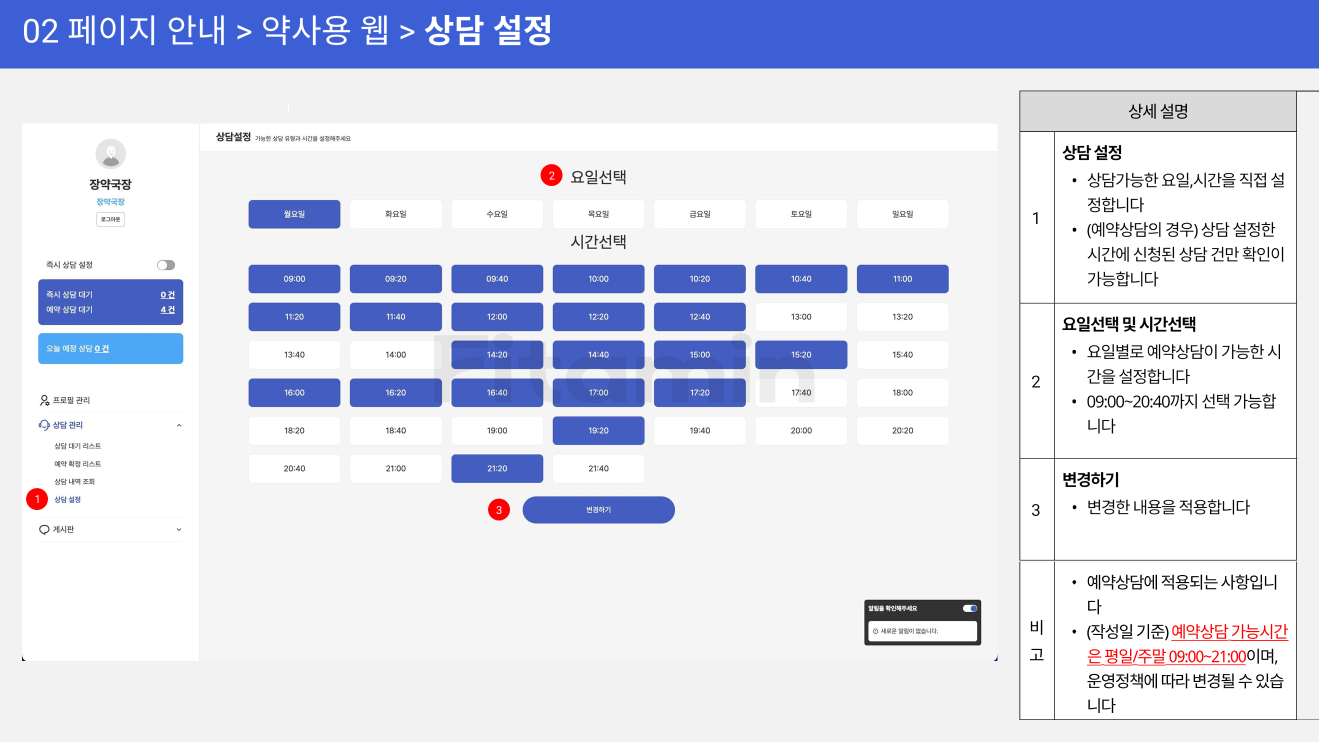 02 페이지 안내 > 약사용 웹 > 상담 설정
1
장약국장
장약국장
로그아웃
즉시 상담 설정
즉시 상담 대기 0 건
예약 상담 대기 4 건
오늘 예정 상담 0 건
프로필 관리
상담 관리
상담 대기 리스트
예약 확정 리스트
상담 내역 조회
1 상담 설정
게시판
상담설정 가능한 상담 유형과 시간을 설정해주세요
2 요일선택
월요일 화요일 수요일 목요일 금요일 토요일 일요일
시간선택
09:00 09:20 09:40 10:00 10:20 10:40 11:00
11:20 11:40 12:00 12:20 12:40 13:00 13:20
13:40 14:00 14:20 14:40 15:00 15:20 15:40
16:00 16:20 16:40 17:00 17:20 17:40 18:00
18:20 18:40 19:00 19:20 19:40 20:00 20:20
20:40 21:00 21:20 21:40
Fitamin
3 변경하기
알림을 확인해주세요
새로운 알림이 없습니다.
상세 설명
1
상담 설정
• 상담가능한 요일,시간을 직접 설
정합니다
• (예약상담의 경우) 상담 설정한
시간에 신청된 상담 건만 확인이
가능합니다
2
요일선택 및 시간선택
• 요일별로 예약상담이 가능한 시
간을 설정합니다
• 09:00~20:40까지 선택 가능합
니다
3
변경하기
• 변경한 내용을 적용합니다
비
고
• 예약상담에 적용되는 사항입니
다
• (작성일 기준) 예약상담 가능시간
은 평일/주말 09:00~21:00이며,
운영정책에 따라 변경될 수 있습
니다